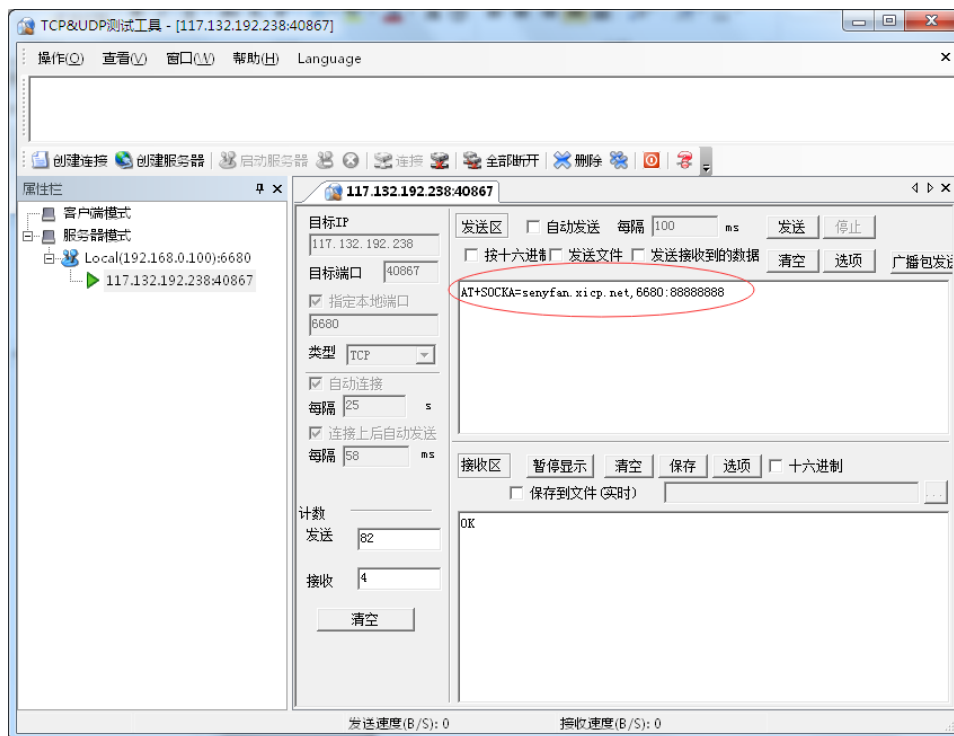 TCP&UDP测试工具 - [117.132.192.238:40867]
操作(O) 查看(V) 窗口(W) 帮助(H) Language
创建连接 创建服务器 启动服务器 连接 全部断开 删除
属性栏
客户端模式
服务器模式
Local(192.168.0.100):6680
117.132.192.238:40867
117.132.192.238:40867
目标IP
117.132.192.238
目标端口 40867
指定本地端口
6680
类型 TCP
自动连接
每隔 25 s
连接上后自动发送
每隔 58 ms
计数
发送 82
接收 4
清空
发送区 自动发送 每隔 100 ms 发送 停止
按十六进制 发送文件 发送接收到的数据 清空 选项 广播包发送
AT+SOCKA=senyfan.xicp.net,6680:88888888
接收区 暂停显示 清空 保存 选项 十六进制
保存到文件(实时) ...
OK
发送速度(B/S): 0 接收速度(B/S): 0